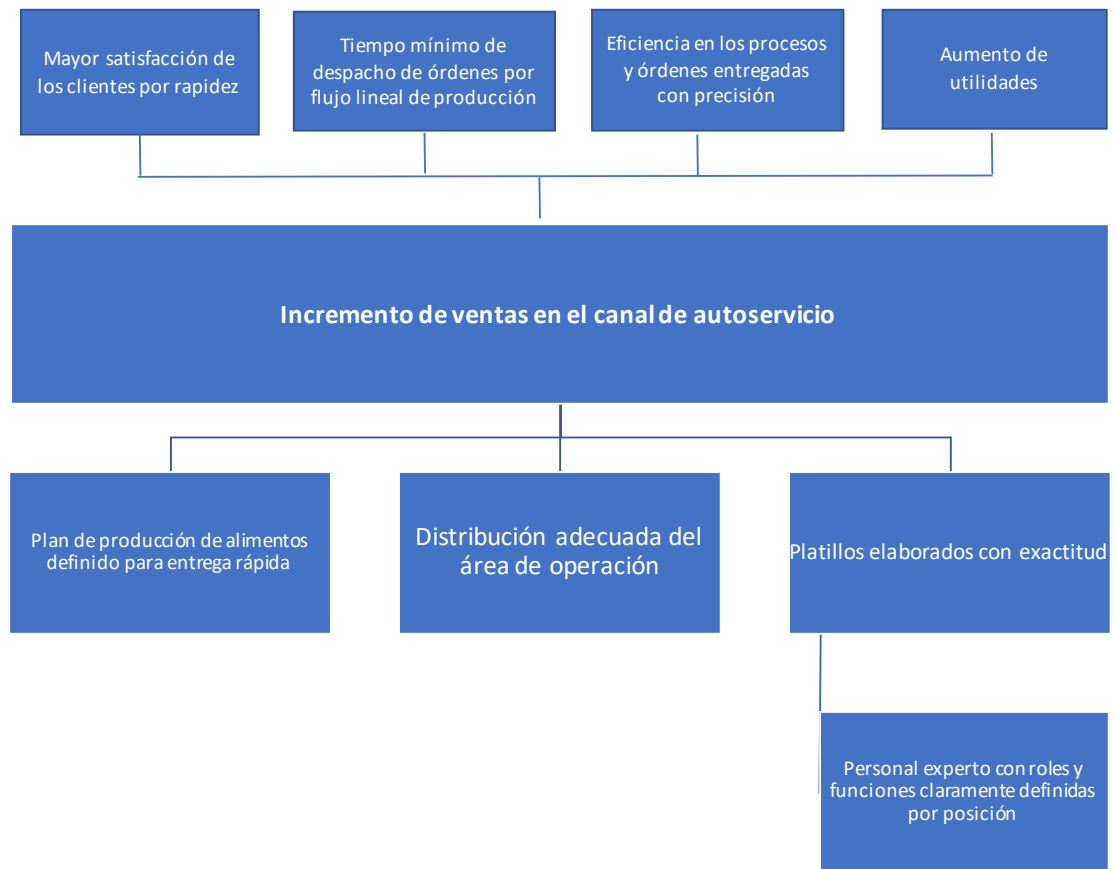 Mayor satisfacción de
los clientes por rapidez
Tiempo mínimo de
despacho de órdenes por
flujo lineal de producción
Eficiencia en los procesos
y órdenes entregadas
con precisión
Aumento de
utilidades
Incremento de ventas en el canal de autoservicio
Plan de producción de alimentos
definido para entrega rápida
Distribución adecuada del
área de operación
Platillos elaborados con exactitud
Personal experto con roles y
funciones claramente definidas
por posición